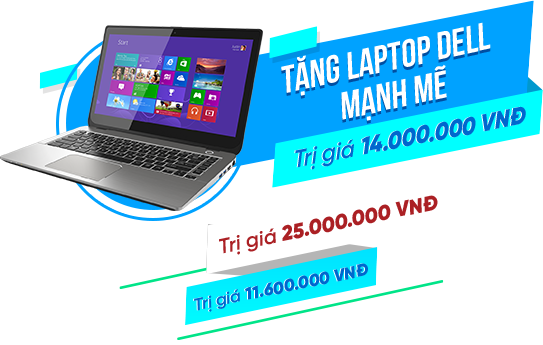 Start
TẶNG LAPTOP DELL
MẠNH MẼ
Trị giá 14.000.000 VNĐ
Trị giá 25.000.000 VNĐ
Trị giá 11.600.000 VNĐ